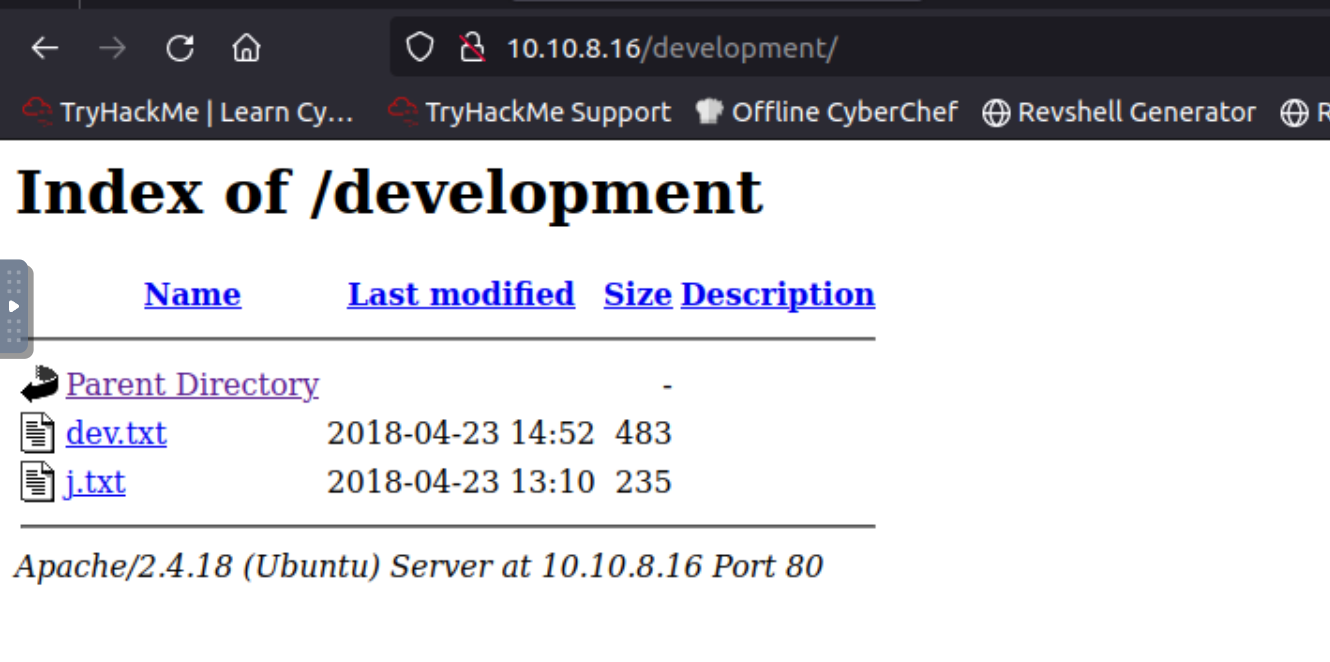 10.10.8.16/development/
TryHackMe | Learn Cy... TryHackMe Support Offline CyberChef Revshell Generator R
Index of /development
Name Last modified Size Description
Parent Directory -
dev.txt 2018-04-23 14:52 483
j.txt 2018-04-23 13:10 235
Apache/2.4.18 (Ubuntu) Server at 10.10.8.16 Port 80